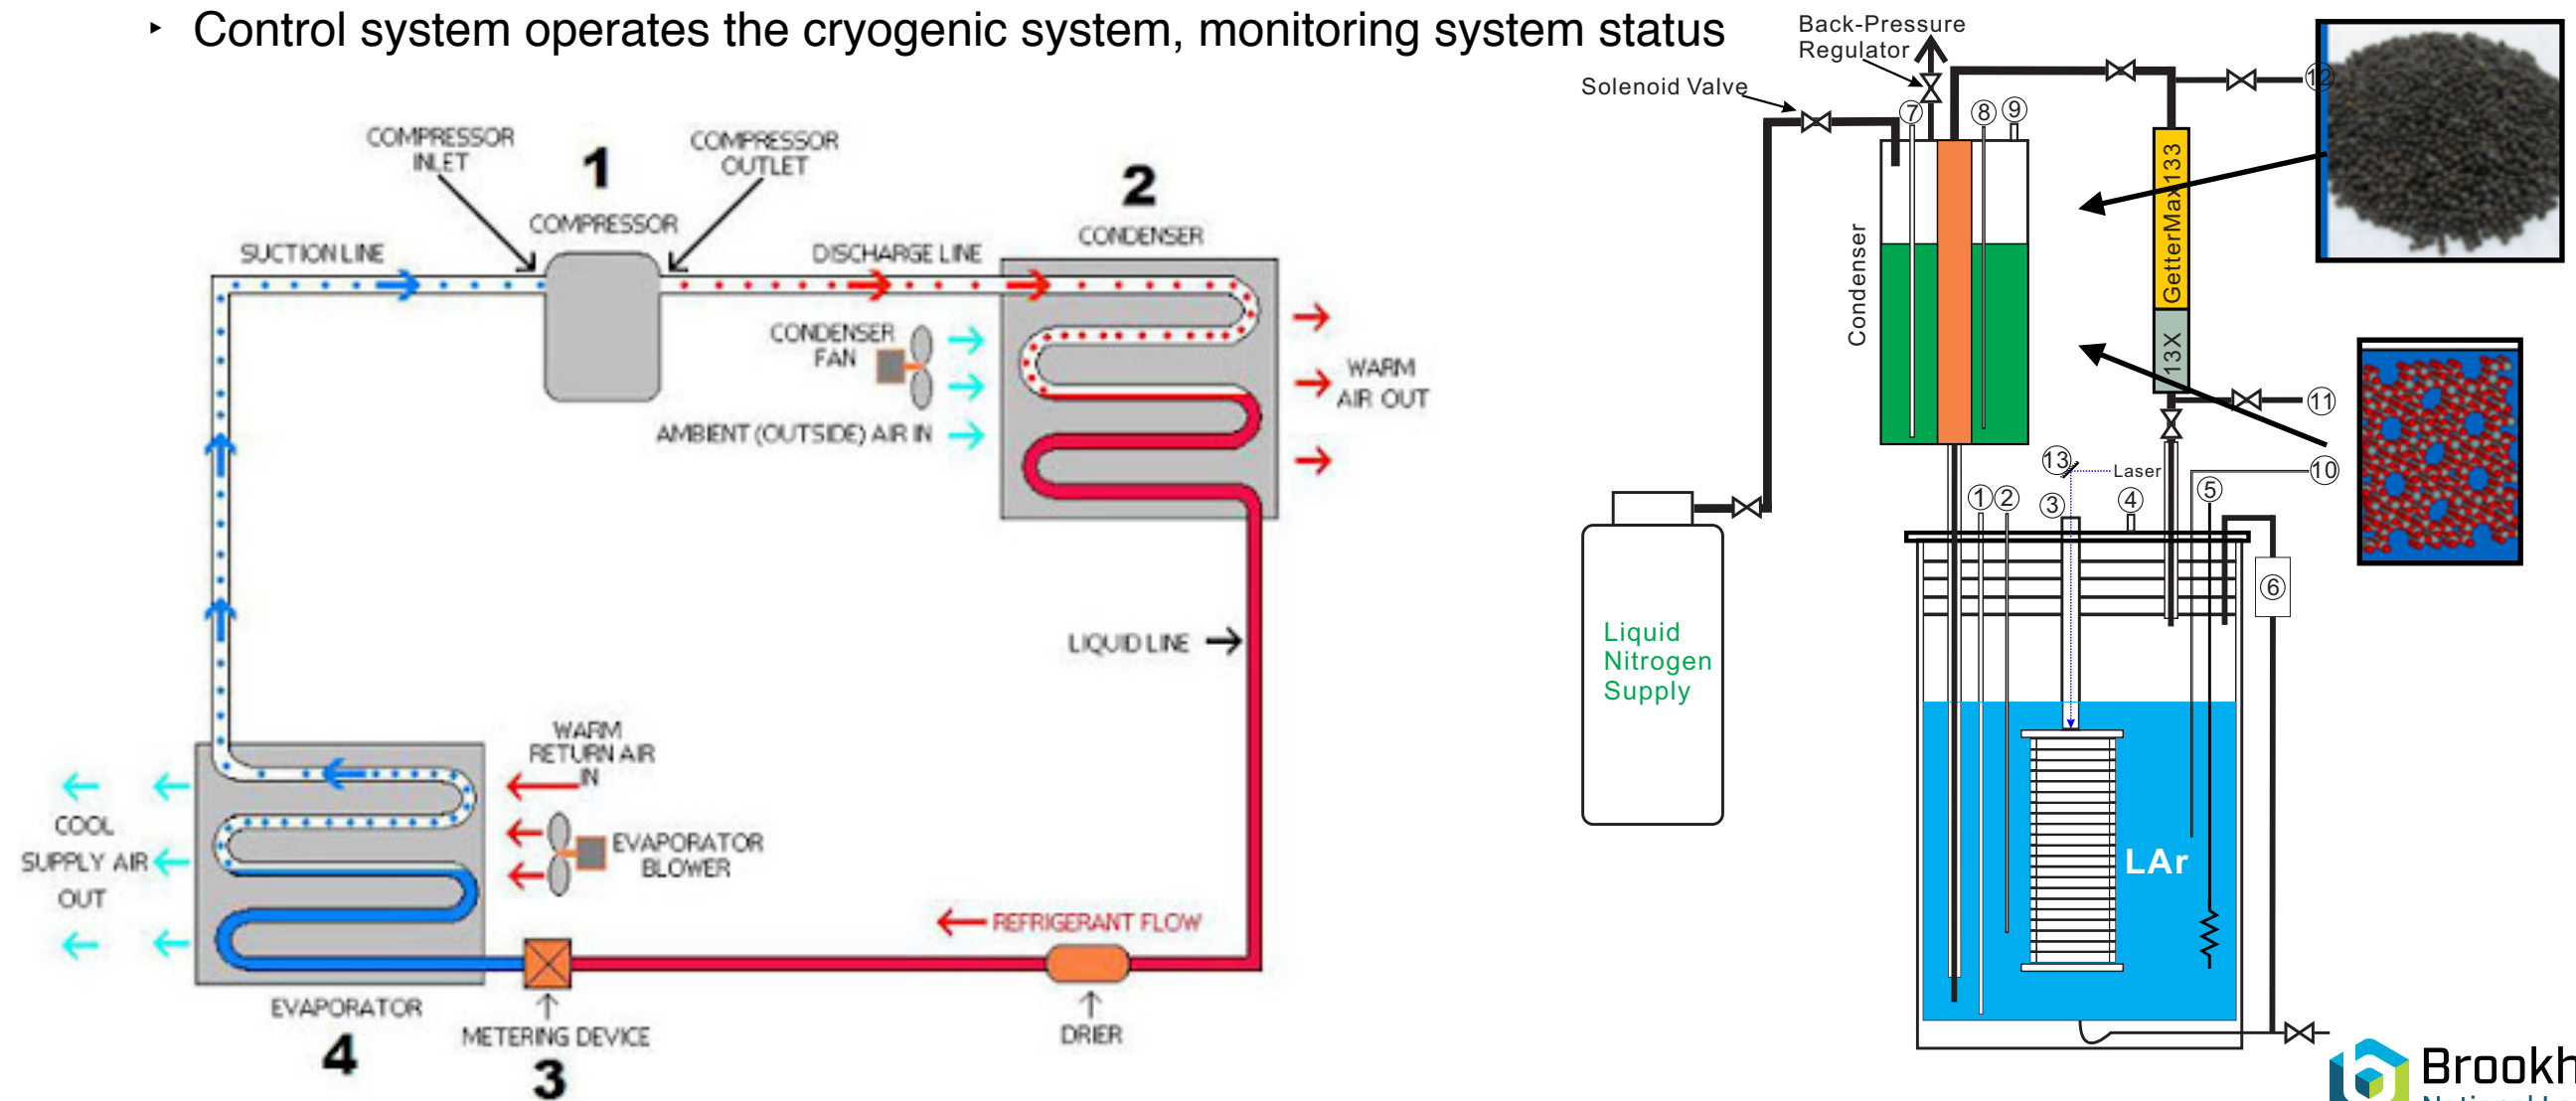 ‣ Control system operates the cryogenic system, monitoring system status
COMPRESSOR
INLET
1
COMPRESSOR
OUTLET
COMPRESSOR
2
CONDENSER
SUCTION LINE
DISCHARGE LINE
CONDENSER
FAN
AMBIENT (OUTSIDE) AIR IN
WARM
AIR OUT
LIQUID LINE
WARM
RETURN AIR
IN
EVAPORATOR
BLOWER
COOL
SUPPLY AIR
OUT
REFRIGERANT FLOW
EVAPORATOR
4
METERING DEVICE
3
DRIER
Back-Pressure
Regulator
Solenoid Valve
7
8
9
12
Condenser
GetterMax133
13X
11
13
Laser
10
1
2
3
4
5
6
Liquid
Nitrogen
Supply
LAr
Brookh